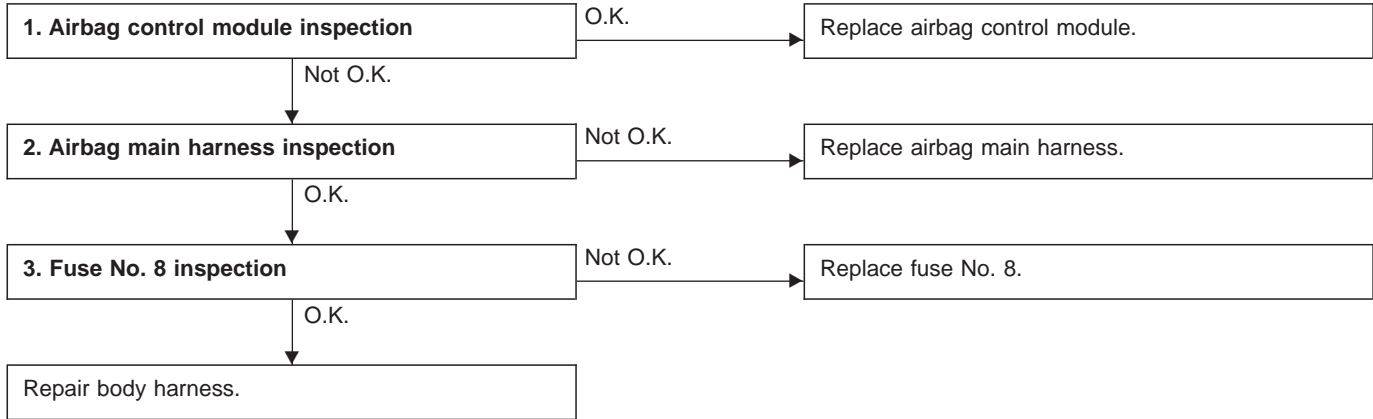 1. Airbag control module inspection
O.K.
Replace airbag control module.
Not O.K.
2. Airbag main harness inspection
Not O.K.
Replace airbag main harness.
O.K.
3. Fuse No. 8 inspection
Not O.K.
Replace fuse No. 8.
O.K.
Repair body harness.